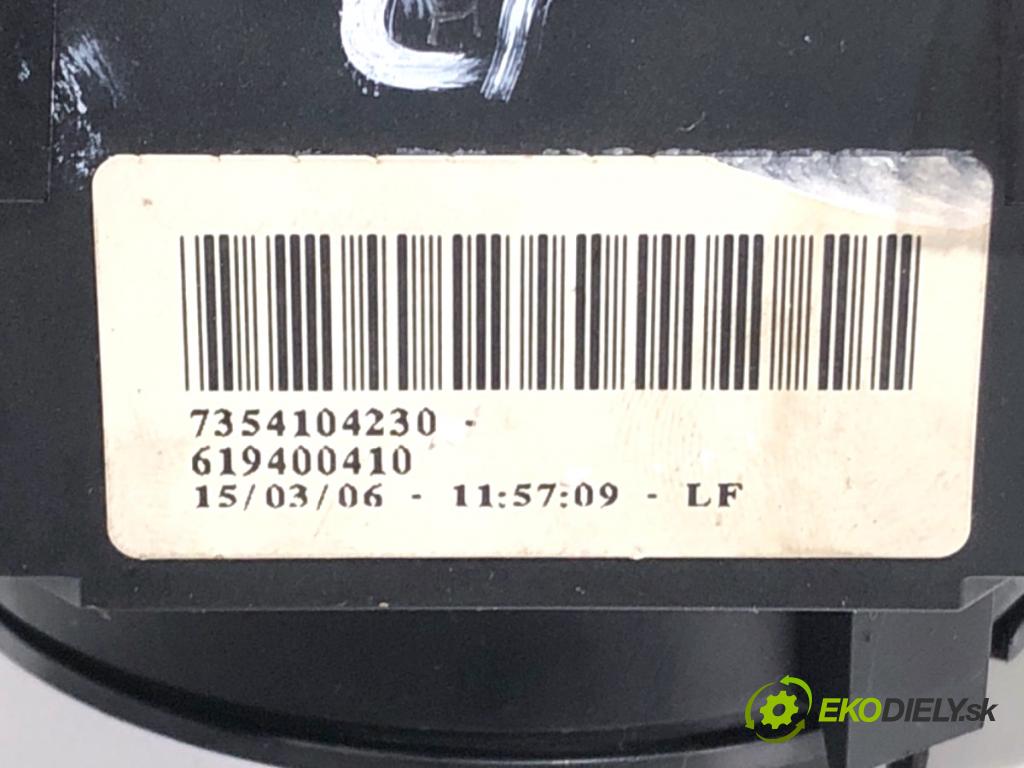 7354104230 -
619400410
15/03/06 - 11:57:09 - LF
EKODIELY.sk